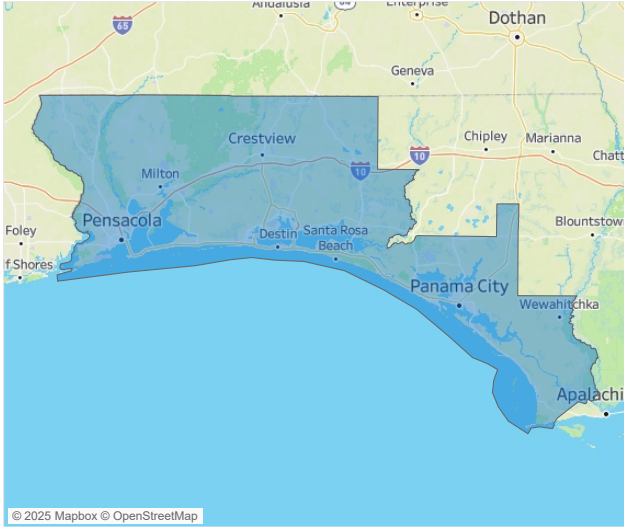 Andalusia
Enterprise
84
65
Dothan
Geneva
Crestview
10
Chipley
Marianna
Chatt
Milton
10
Pensacola
Foley
Destin
Santa Rosa
Beach
Blountstow
f Shores
Panama City
Wewahitchka
Apalachi
© 2025 Mapbox © OpenStreetMap